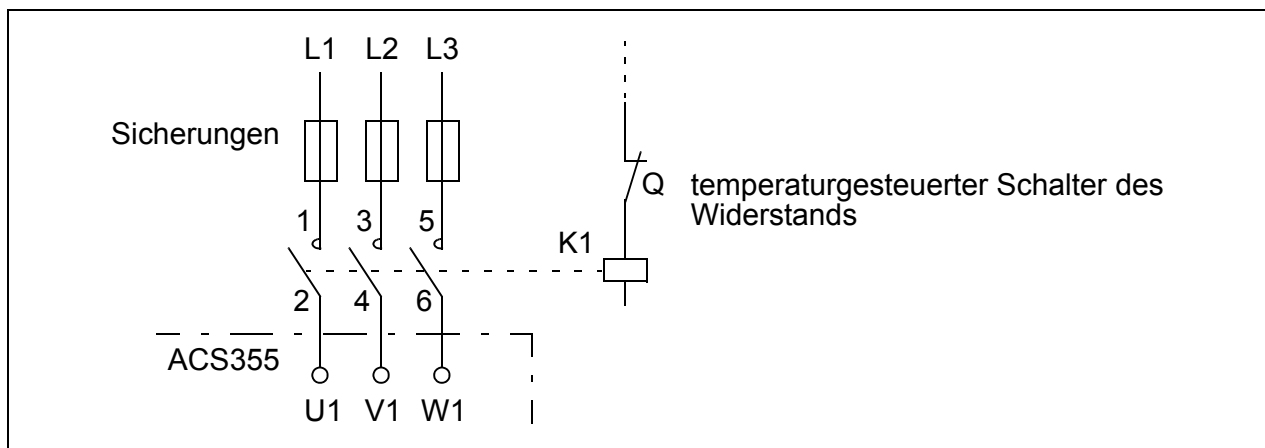 L1 L2 L3
Sicherungen
Q temperaturgesteuerter Schalter des
Widerstands
1 3 5
K1
2 4 6
ACS355
U1 V1 W1